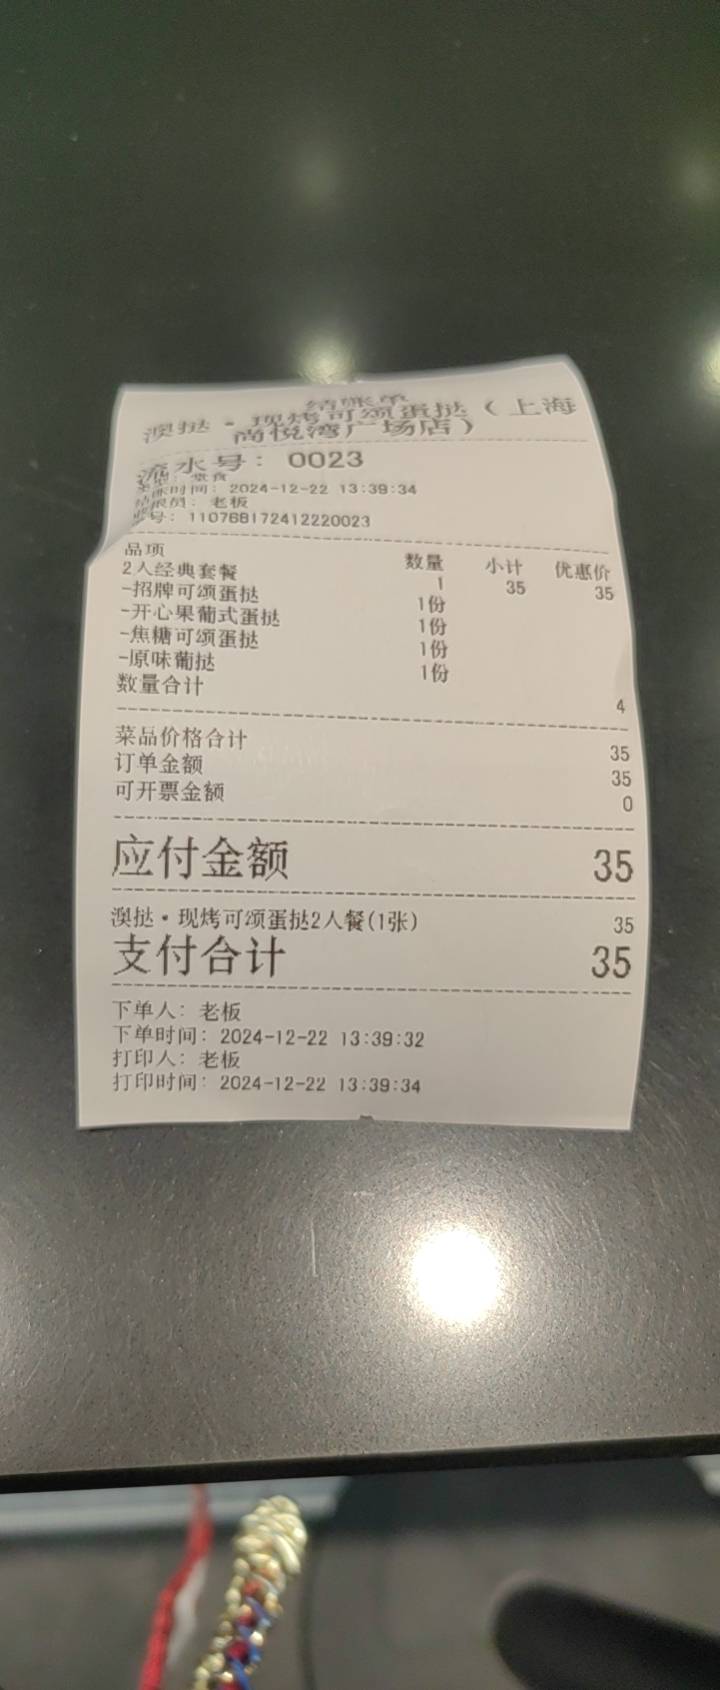 结账单
澳挞·现烤可颂蛋挞（上海
尚悦湾广场店）
流水号： 0023
类型：堂食
结账时间：2024-12-22 13:39:34
收银员：老板
单号：110768172412220023
品项 数量 小计 优惠价
2人经典套餐 1 35 35
-招牌可颂蛋挞 1份
-开心果葡式蛋挞 1份
-焦糖可颂蛋挞 1份
-原味葡挞 1份
数量合计 4
菜品价格合计 35
订单金额 35
可开票金额 0
应付金额 35
澳挞·现烤可颂蛋挞2人餐(1张) 35
支付合计 35
下单人：老板
下单时间：2024-12-22 13:39:32
打印人：老板
打印时间：2024-12-22 13:39:34